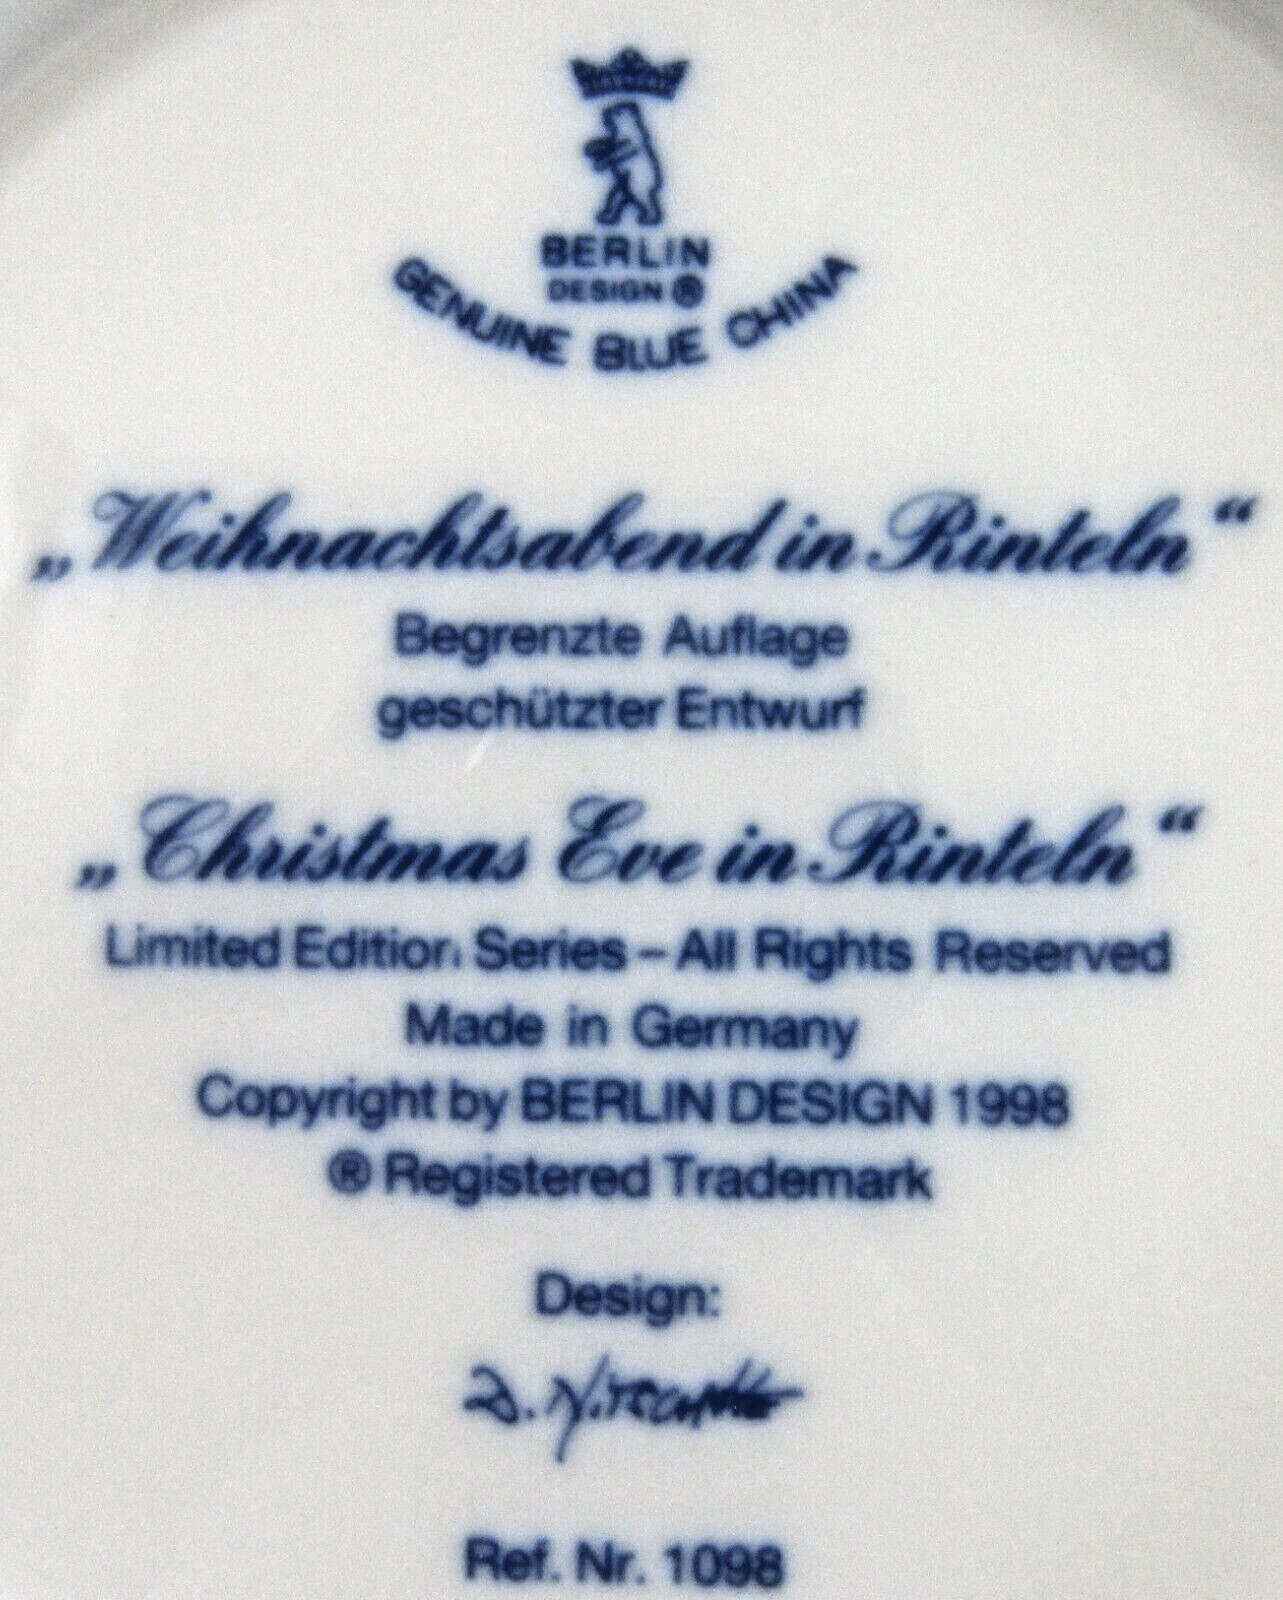 BERLIN
DESIGN ®
GENUINE BLUE CHINA
„Weihnachtsabend in Rinteln“
Begrenzte Auflage
geschützter Entwurf
„Christmas Eve in Rinteln“
Limited Edition Series – All Rights Reserved
Made in Germany
Copyright by BERLIN DESIGN 1998
® Registered Trademark
Design:
Ref. Nr. 1098